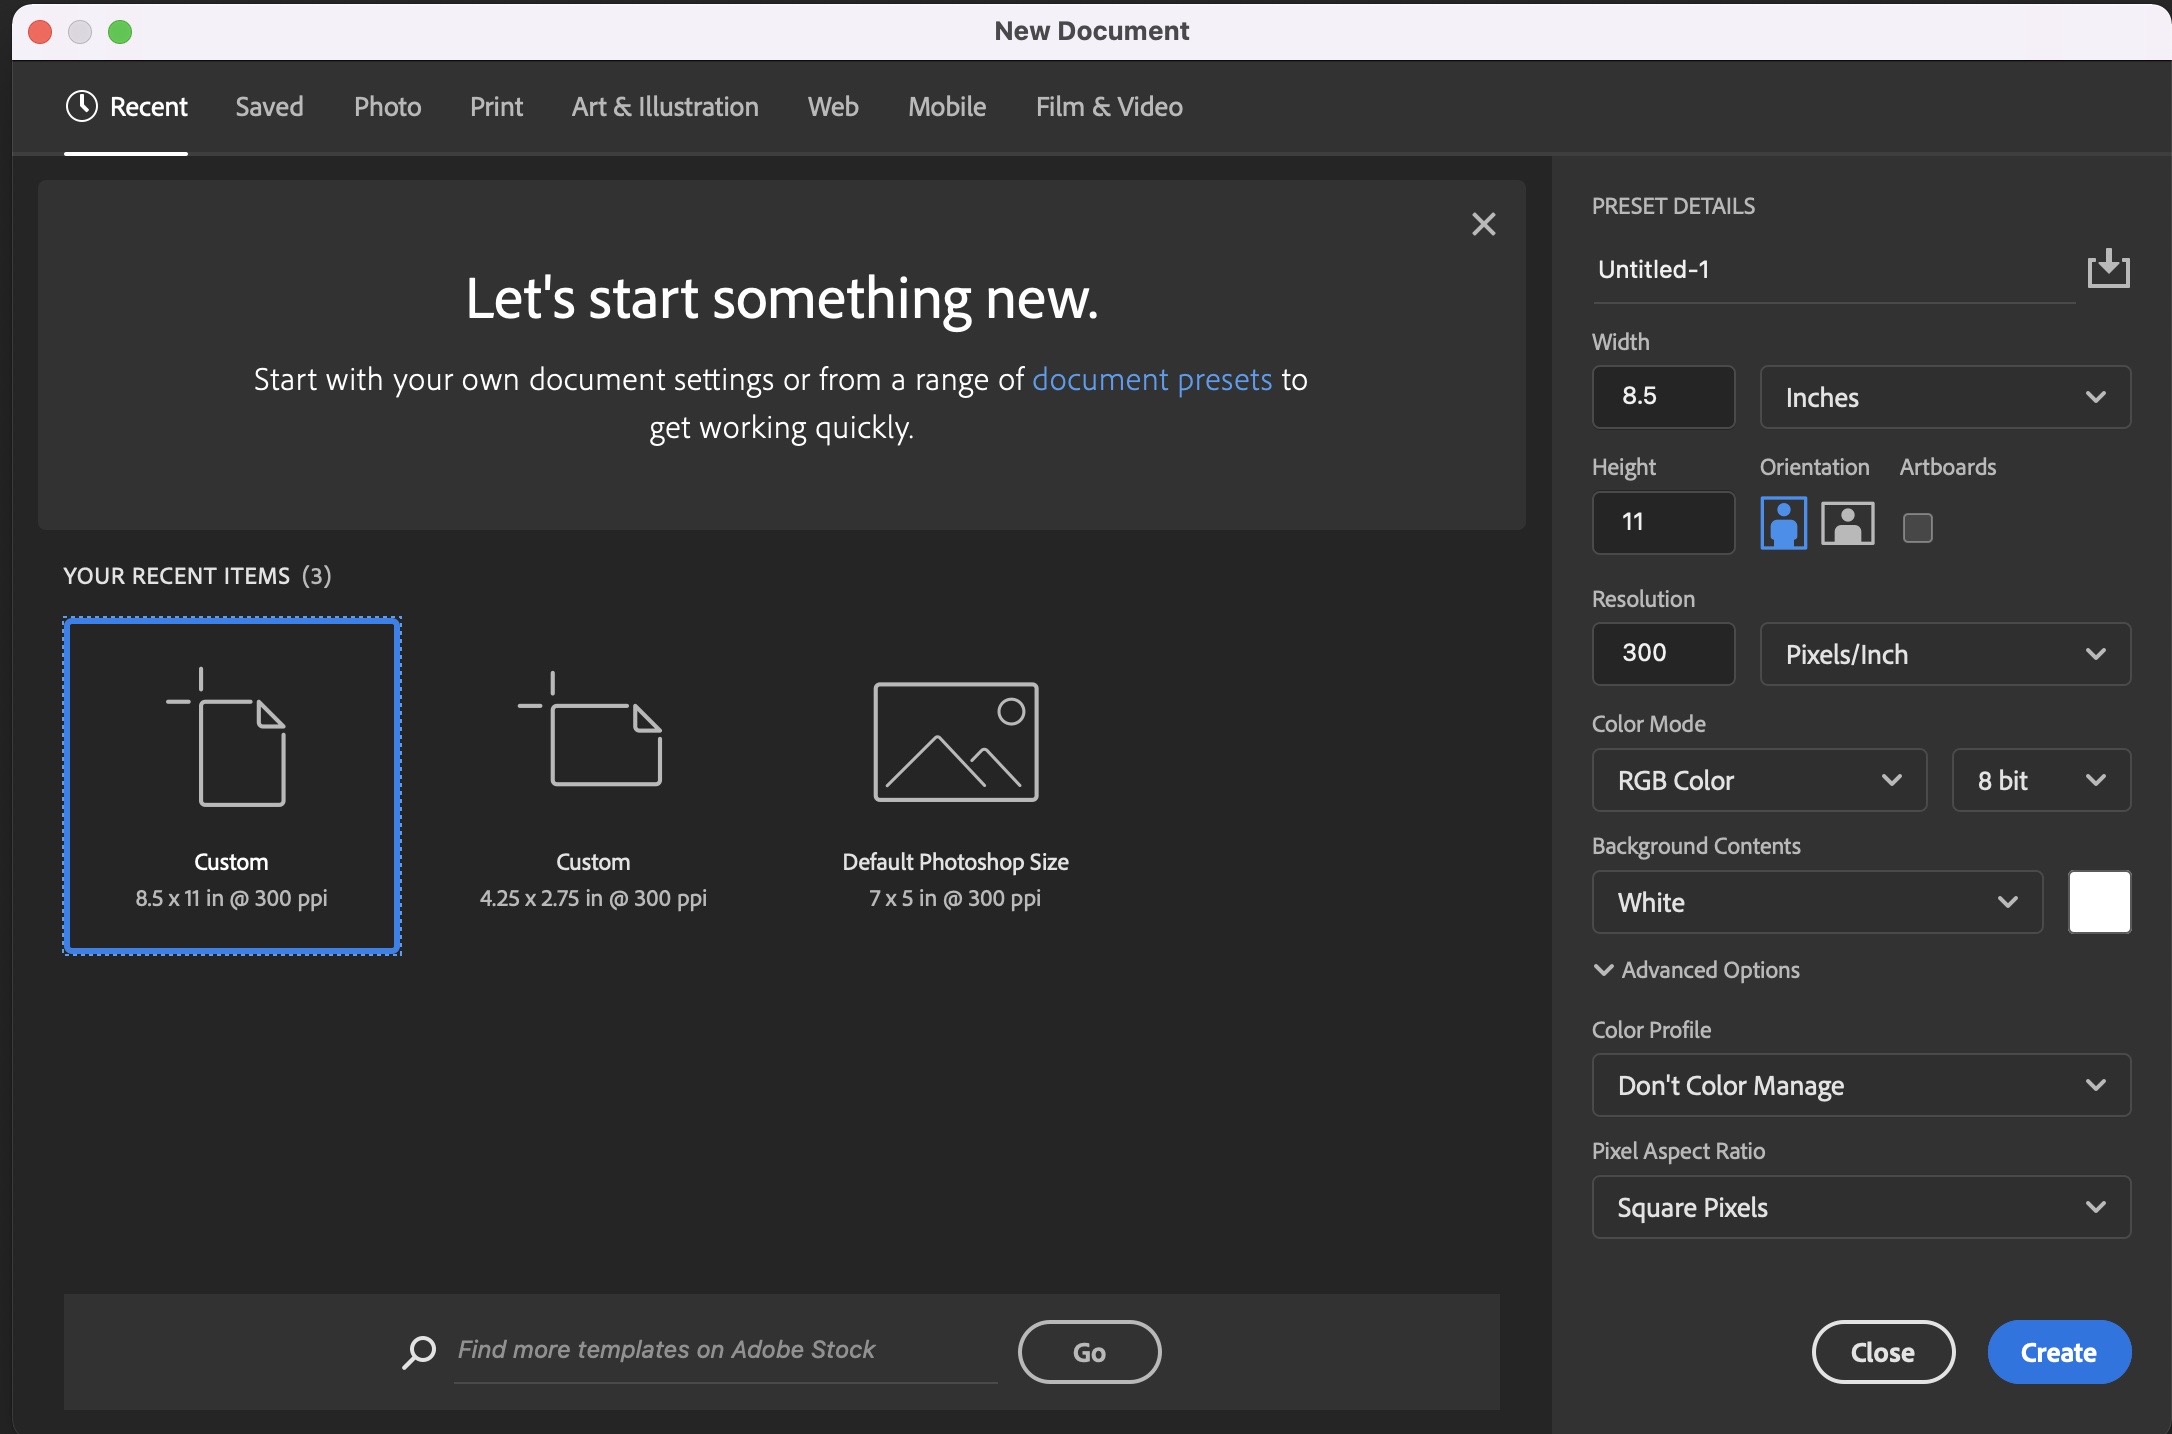 New Document
Recent Saved Photo Print Art & Illustration Web Mobile Film & Video
Let's start something new.
Start with your own document settings or from a range of document presets to
get working quickly.
YOUR RECENT ITEMS (3)
Custom
8.5 x 11 in @ 300 ppi
Custom
4.25 x 2.75 in @ 300 ppi
Default Photoshop Size
7 x 5 in @ 300 ppi
Find more templates on Adobe Stock
Go
PRESET DETAILS
Untitled-1
Width
8.5 Inches
Height Orientation Artboards
11
Resolution
300 Pixels/Inch
Color Mode
RGB Color 8 bit
Background Contents
White
Advanced Options
Color Profile
Don't Color Manage
Pixel Aspect Ratio
Square Pixels
Close Create